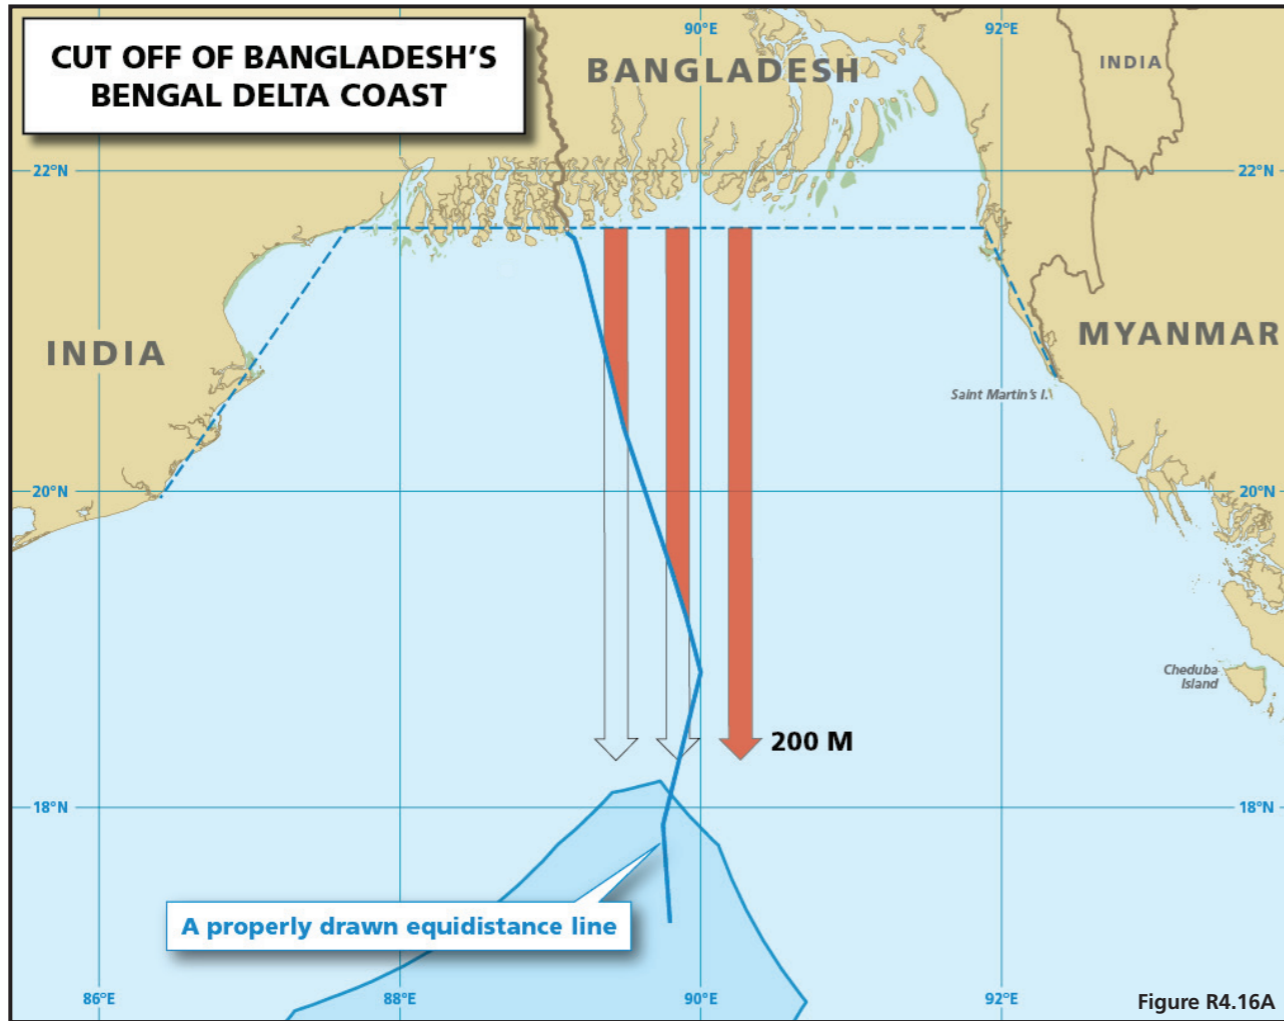 CUT OFF OF BANGLADESH'S
BENGAL DELTA COAST
90°E
92°E
BANGLADESH
INDIA
22°N
22°N
INDIA
MYANMAR
Saint Martin's I.
20°N
20°N
Cheduba
Island
200 M
18°N
18°N
A properly drawn equidistance line
86°E
88°E
90°E
92°E
Figure R4.16A